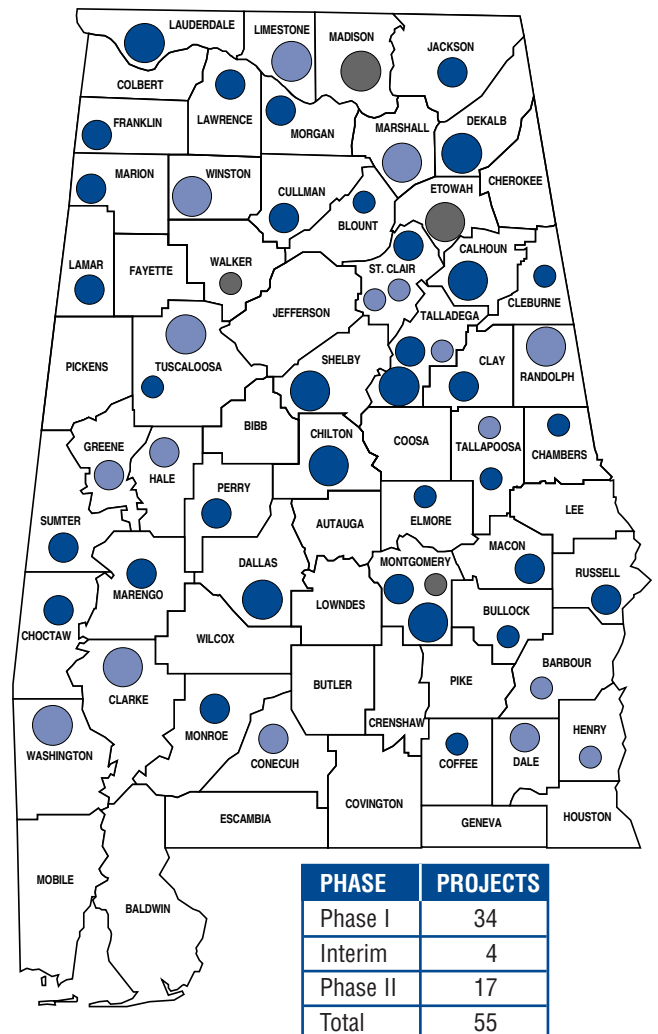 LAUDERDALE
LIMESTONE
MADISON
JACKSON
COLBERT
FRANKLIN
LAWRENCE
MORGAN
MARSHALL
DEKALB
MARION
WINSTON
CULLMAN
BLOUNT
ETOWAH
CHEROKEE
LAMAR
FAYETTE
WALKER
JEFFERSON
ST. CLAIR
CALHOUN
CLEBURNE
PICKENS
TUSCALOOSA
SHELBY
TALLADEGA
CLAY
RANDOLPH
GREENE
HALE
BIBB
CHILTON
COOSA
TALLAPOOSA
CHAMBERS
SUMTER
PERRY
AUTAUGA
ELMORE
LEE
MARENGO
DALLAS
LOWNDES
MONTGOMERY
MACON
RUSSELL
CHOCTAW
WILCOX
BULLOCK
CLARKE
BUTLER
CRENSHAW
PIKE
BARBOUR
WASHINGTON
MONROE
CONECUH
COFFEE
DALE
HENRY
ESCAMBIA
COVINGTON
GENEVA
HOUSTON
MOBILE
BALDWIN
PHASE PROJECTS
Phase I 34
Interim 4
Phase II 17
Total 55